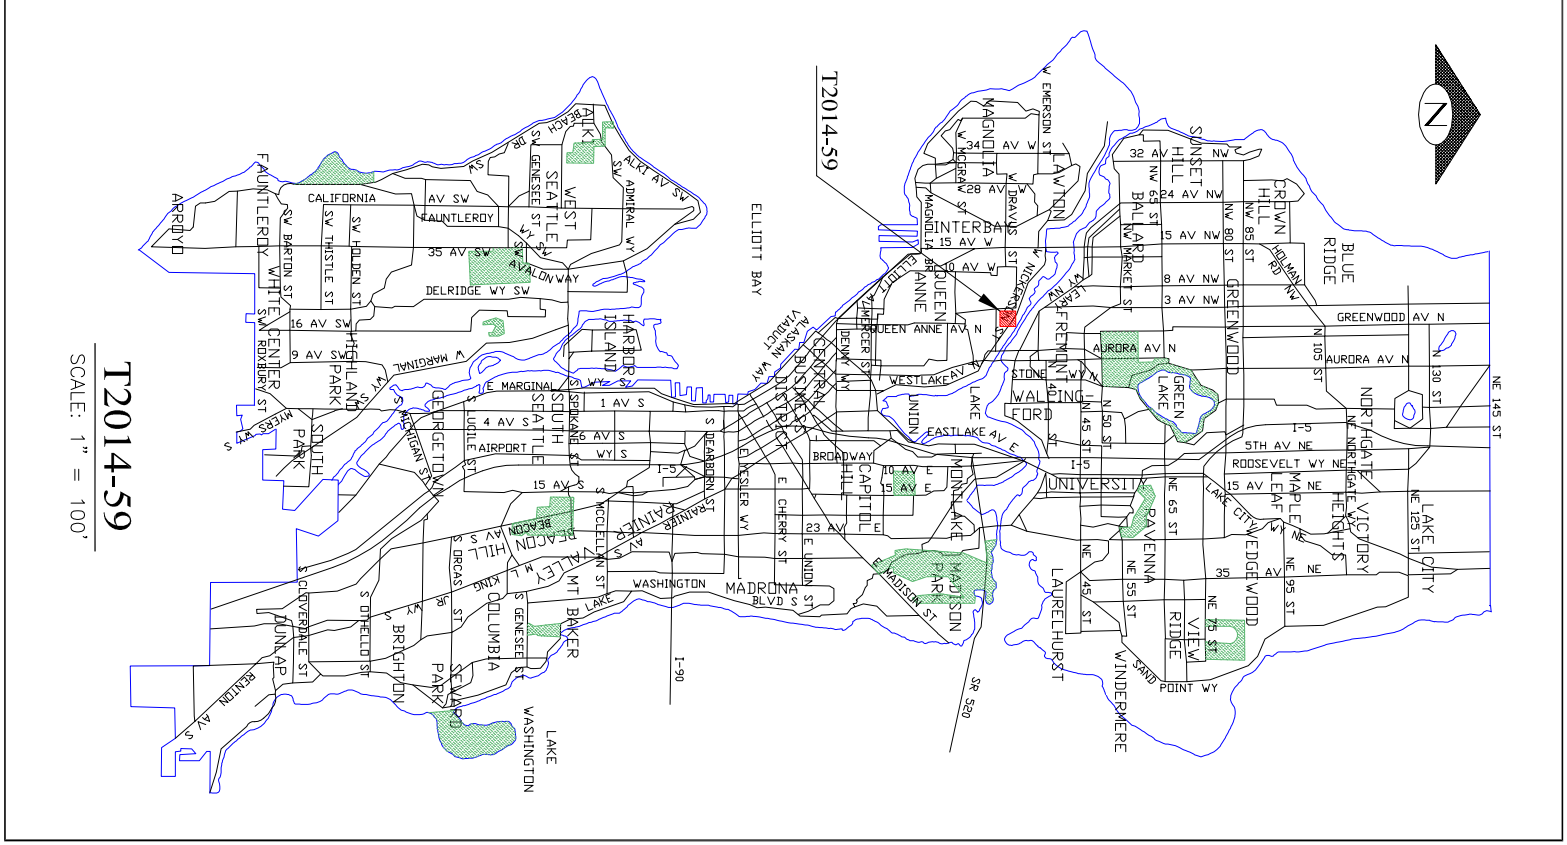 N
T2014-59
T2014-59
SCALE: 1" = 100'
ELLIOTT BAY
BLUE
RIDGE
CROWN
HILL
SUNSET
HILL
BALLARD
GREENWOOD
LAWTON
MAGNOLIA
INTERBAY
QUEEN
ANNE
FREMONT
WALLING-
FORD
GREEN
LAKE
NORTHGATE
MAPLE
LEAF
VICTORY
HEIGHTS
LAKE CITY
WEDGEWOOD
VIEW
RIDGE
RAVENNA
UNIVERSITY
LAURELHURST
WINDERMERE
LAKE
UNION
MONTLAKE
MADISON
PARK
CAPITOL
HILL
CENTRAL
BUSINESS
DISTRICT
MADRONA
MT BAKER
RAINIER
VALLEY
BEACON HILL
COLUMBIA
BRIGHTON
SEWARD
PARK
DUNLAP
LAKE
WASHINGTON
GEORGETOWN
SOUTH
SEATTLE
SOUTH
PARK
HIGHLAND
PARK
WHITE CENTER
HARBOR
ISLAND
WEST
SEATTLE
ALKI
FAUNTLEROY
ARROYO
NE 145 ST
N 130 ST
NE 125 ST
N 105 ST
NE NORTHGATE WY
NE 95 ST
NW 85 ST
NW 80 ST
NE 75 ST
NW 65 ST
NE 65 ST
NE 55 ST
N 50 ST
N 45 ST
NE
45 ST
NW MARKET ST
HOLMAN
RD NW
32 AV NW
24 AV NW
15 AV NW
8 AV NW
3 AV NW
GREENWOOD AV N
AURORA AV N
AURORA AV N
STONE WY N
I-5
5TH AV NE
ROOSEVELT WY NE
15 AV NE
LAKE CITY WY NE
35 AV NE
SAND
POINT WY
LEARY WY NW
W EMERSON ST
34 AV W
W MCGRAW ST
28 AV W
W DRAVUS ST
MAGNOLIA BR
15 AV W
10 AV W
W NICKERSON ST
ELLIOTT AV
MERCER ST
DENNY WY
QUEEN ANNE AV N
WESTLAKE AV N
EASTLAKE AV E
I-5
BROADWAY
10 AV E
15 AV E
23 AV E
E MADISON ST
SR 520
ALASKAN WAY
VIADUCT
E YESLER WY
E CHERRY ST
E UNION ST
S DEARBORN ST
LAKE WASHINGTON
BLVD S
I-90
RAINIER AV S
S MCCLELLAN ST
I-5
S SPOKANE ST
E MARGINAL WY S
1 AV S
4 AV S
6 AV S
AIRPORT WY S
15 AV S
S LUCILE ST
S MICHIGAN ST
BEACON AV S
M L KING JR WY S
S ORCAS ST
S GENESEE ST
S OTHELLO ST
S CLOVERDALE ST
RENTON AV S
MYERS WY S
SW ROXBURY ST
W MARGINAL WY
9 AV SW
16 AV SW
DELRIDGE WY SW
35 AV SW
AVALON WAY
FAUNTLEROY WY SW
CALIFORNIA AV SW
SW BARTON ST
SW THISTLE ST
SW HOLDEN ST
SW GENESEE ST
SW ADMIRAL WY
ALKI AV SW
BEACH DR SW